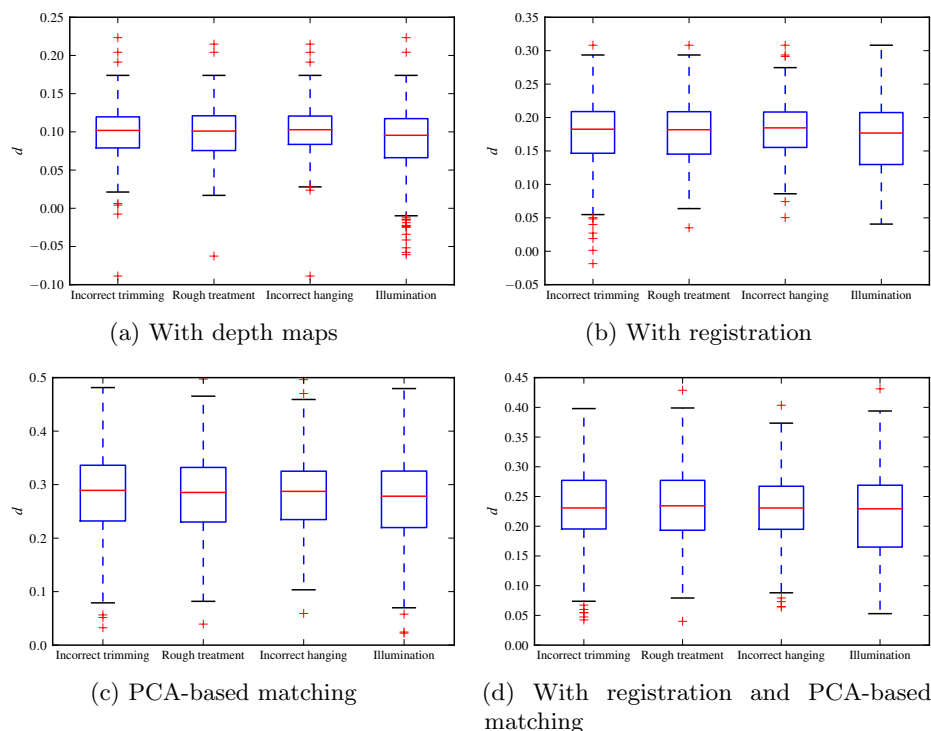 0.25
0.20
0.15
0.10
0.05
0.00
−0.05
−0.10
d
Incorrect trimming Rough treatment Incorrect hanging Illumination
(a) With depth maps
0.35
0.30
0.25
0.20
0.15
0.10
0.05
0.00
−0.05
d
Incorrect trimming Rough treatment Incorrect hanging Illumination
(b) With registration
0.5
0.4
0.3
0.2
0.1
0.0
d
Incorrect trimming Rough treatment Incorrect hanging Illumination
(c) PCA-based matching
0.45
0.40
0.35
0.30
0.25
0.20
0.15
0.10
0.05
0.00
d
Incorrect trimming Rough treatment Incorrect hanging Illumination
(d) With registration and PCA-based
matching